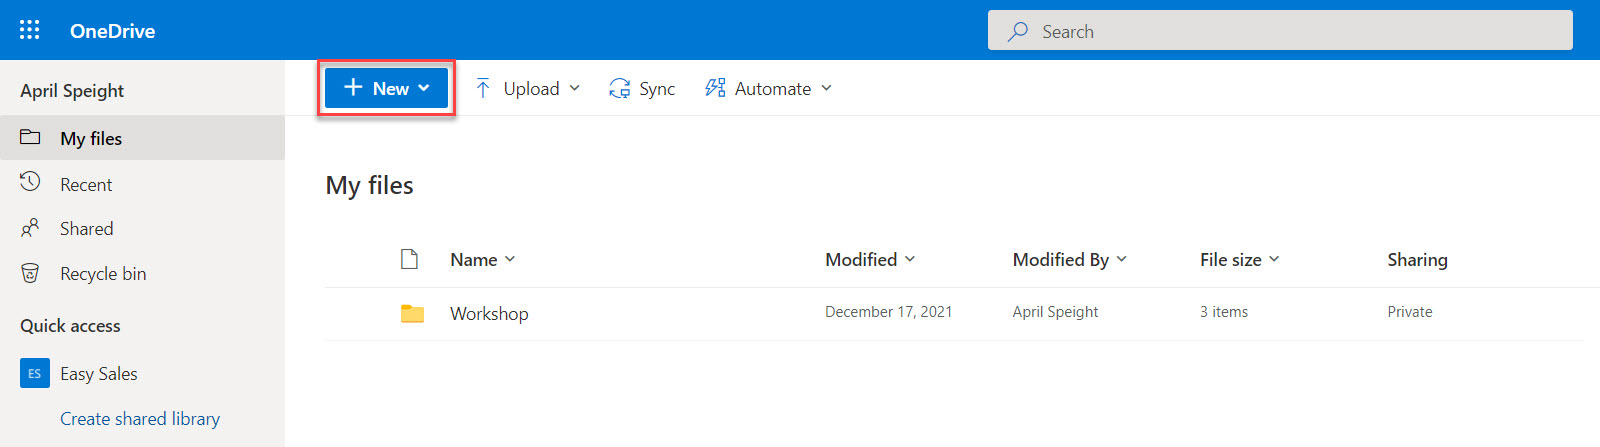 OneDrive
Search
April Speight
New
Upload
Sync
Automate
My files
Recent
Shared
Recycle bin
Quick access
ES
Easy Sales
Create shared library
My files
Name
Modified
Modified By
File size
Sharing
Workshop
December 17, 2021
April Speight
3 items
Private